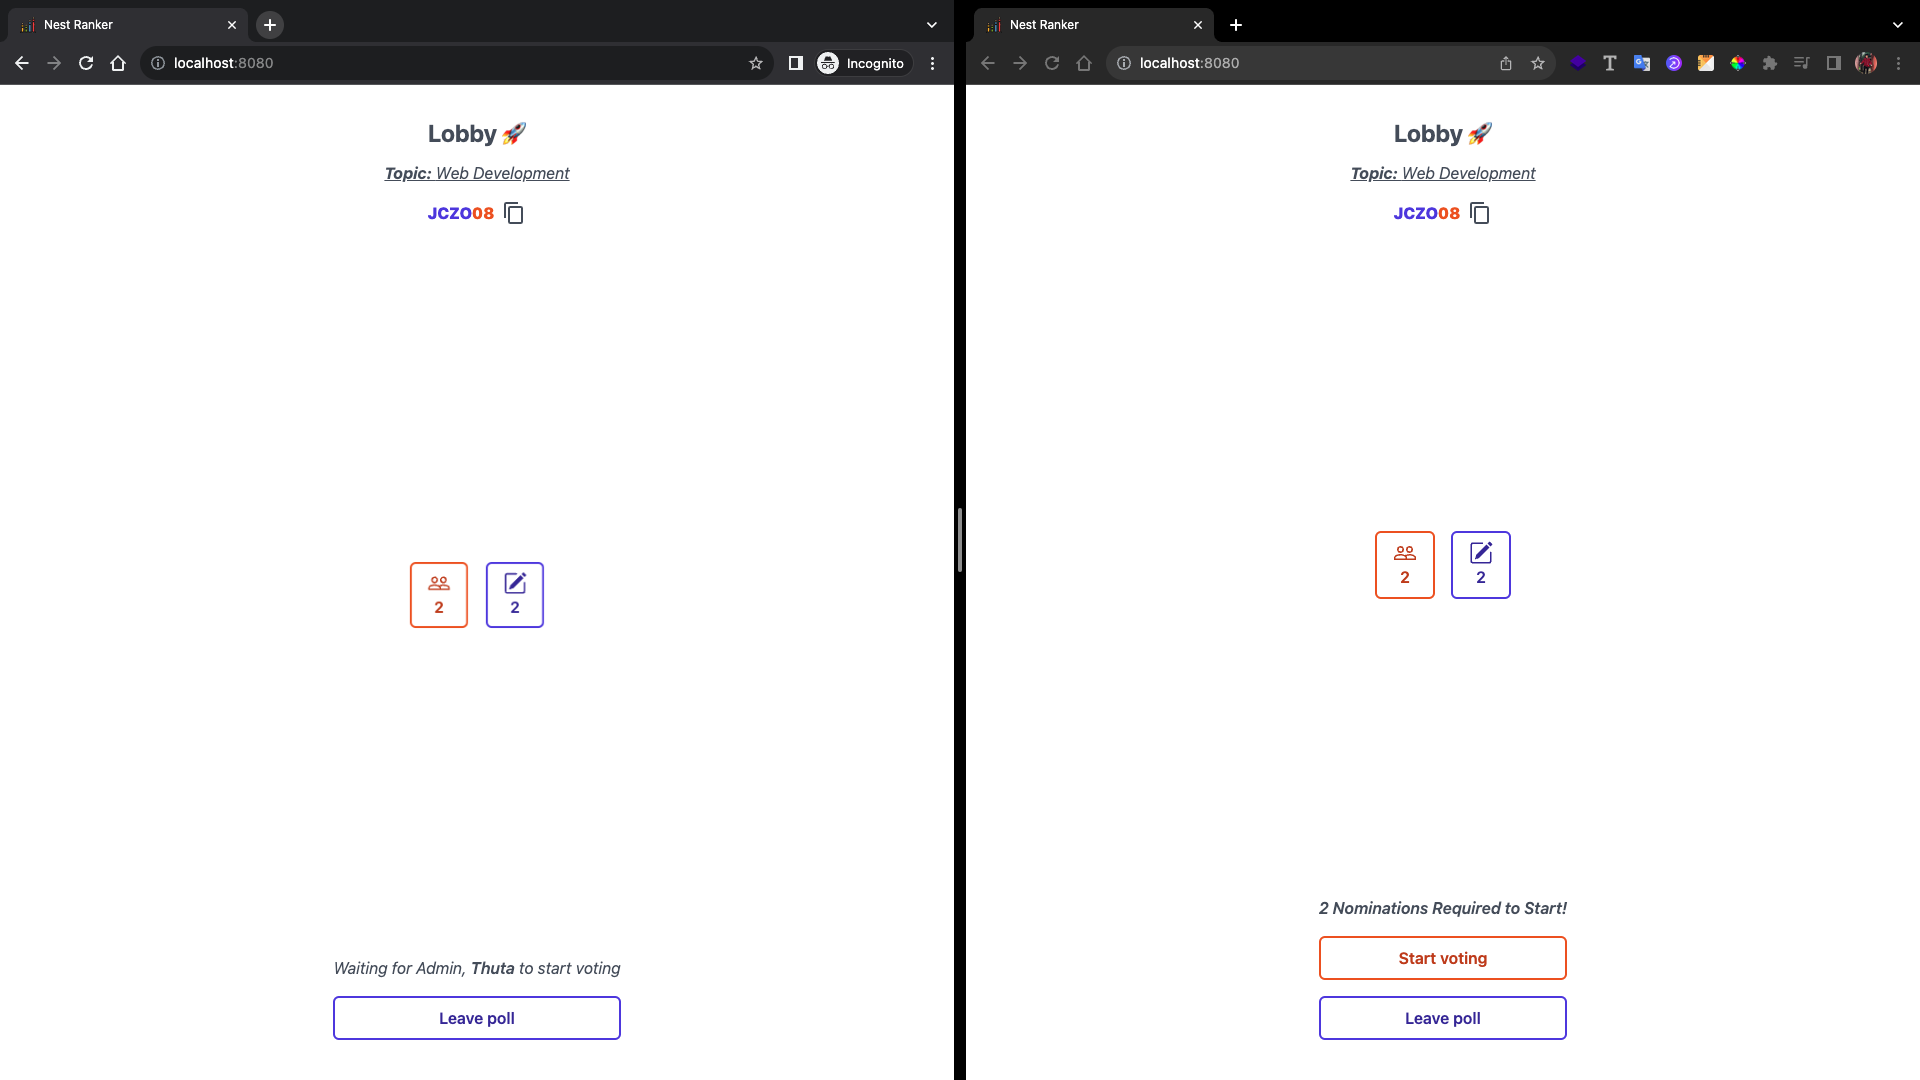 Nest Ranker
localhost:8080
Incognito
Lobby 🚀
Topic: Web Development
JCZO08
2
2
Waiting for Admin, Thuta to start voting
Leave poll
Nest Ranker
localhost:8080
Lobby 🚀
Topic: Web Development
JCZO08
2
2
2 Nominations Required to Start!
Start voting
Leave poll